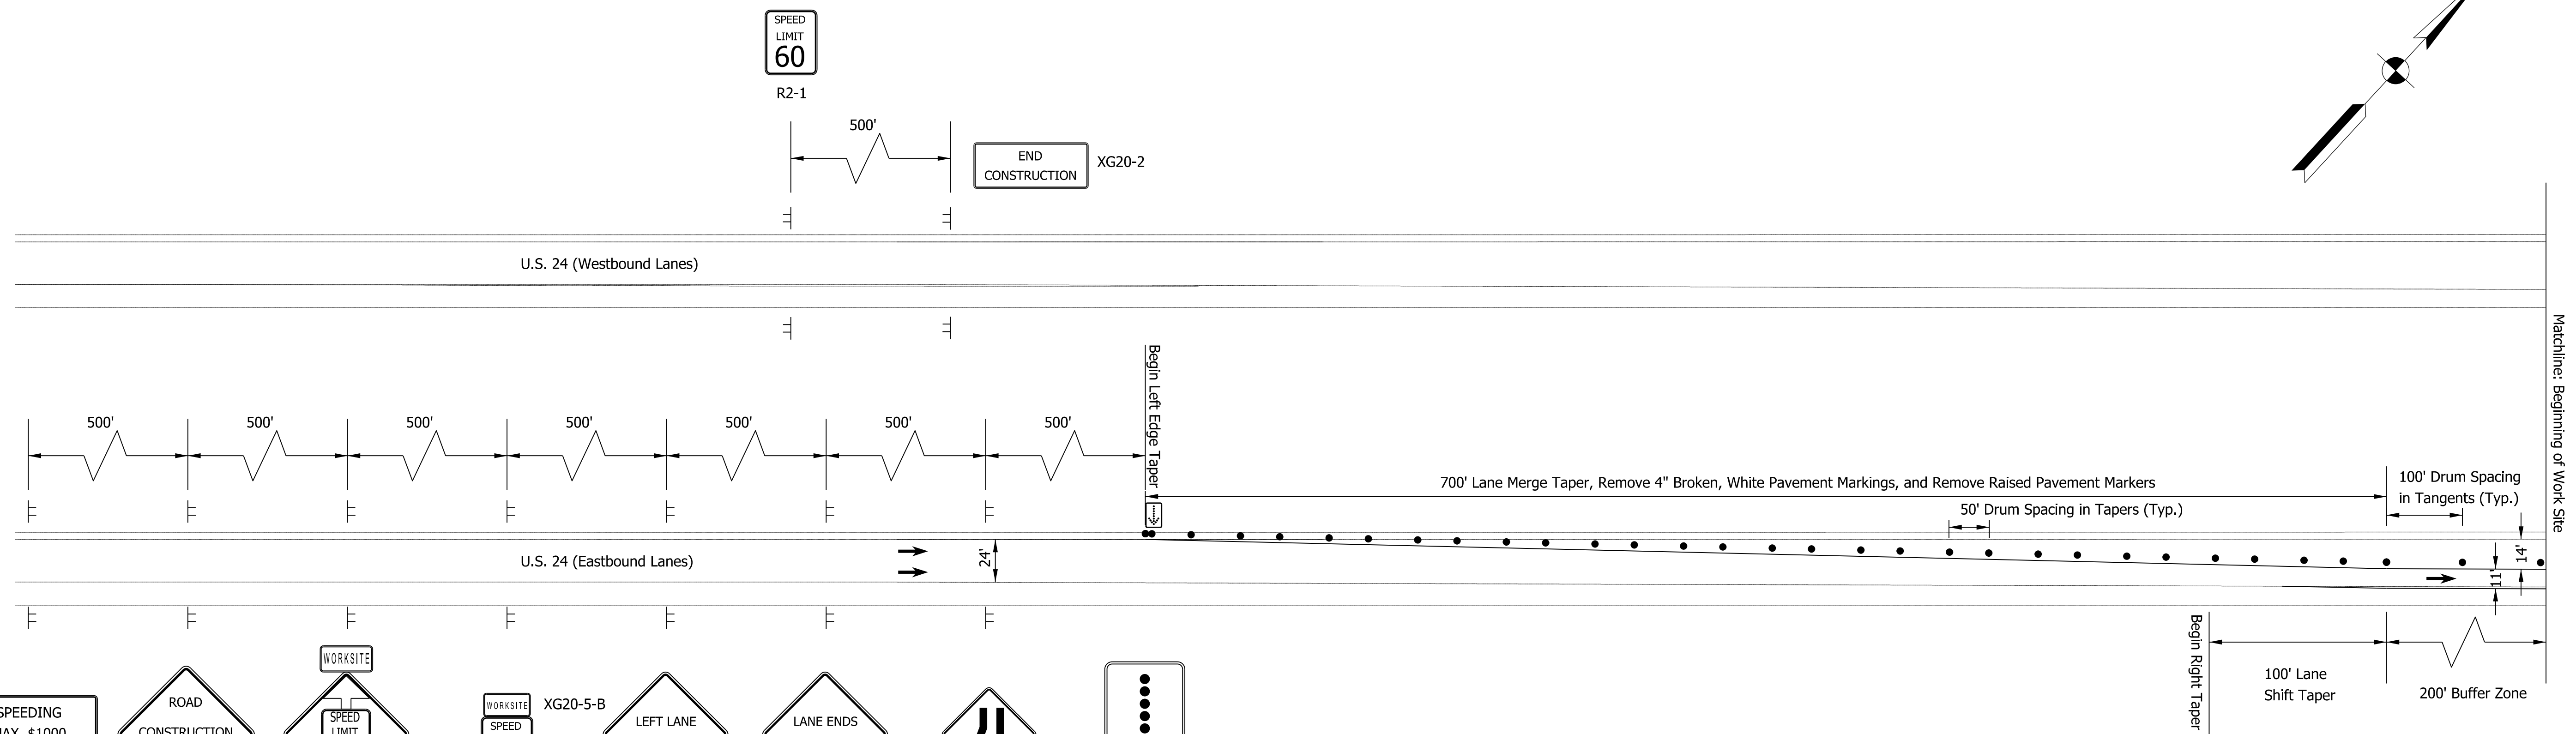 SPEED
LIMIT
60
R2-1
500'
END
CONSTRUCTION
XG20-2
U.S. 24 (Westbound Lanes)
Matchline: Beginning of Work Site
Begin Left Edge Taper
500'
500'
500'
500'
500'
500'
500'
700' Lane Merge Taper, Remove 4" Broken, White Pavement Markings, and Remove Raised Pavement Markers
100' Drum Spacing
in Tangents (Typ.)
50' Drum Spacing in Tapers (Typ.)
U.S. 24 (Eastbound Lanes)
24'
14'
11'
Begin Right Taper
100' Lane
Shift Taper
200' Buffer Zone
SPEEDING
$1000
ROAD
CONSTRUCTION
WORKSITE
SPEED
LIMIT
WORKSITE
XG20-5-B
SPEED
LEFT LANE
LANE ENDS